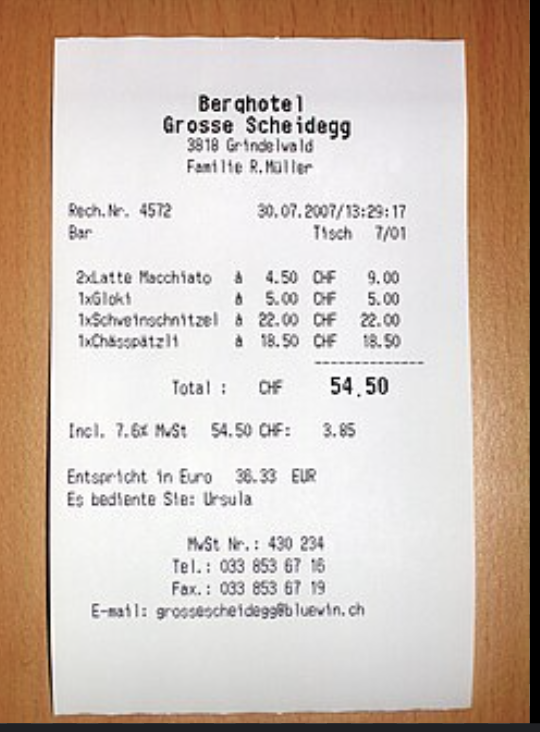 Berghotel
Grosse Scheidegg
3818 Grindelwald
Familie R.Müller
Rech.Nr. 4572 30.07.2007/13:29:17
Bar Tisch 7/01
2xLatte Macchiato à 4.50 CHF 9.00
1xGloki à 5.00 CHF 5.00
1xSchweinschnitzel à 22.00 CHF 22.00
1xChässpätzli à 18.50 CHF 18.50
Total : CHF 54.50
Incl. 7.6% MwSt 54.50 CHF: 3.85
Entspricht in Euro 36.33 EUR
Es bediente Sie: Ursula
MwSt Nr.: 430 234
Tel.: 033 853 67 16
Fax.: 033 853 67 19
E-mail: grossescheidegg@bluewin.ch